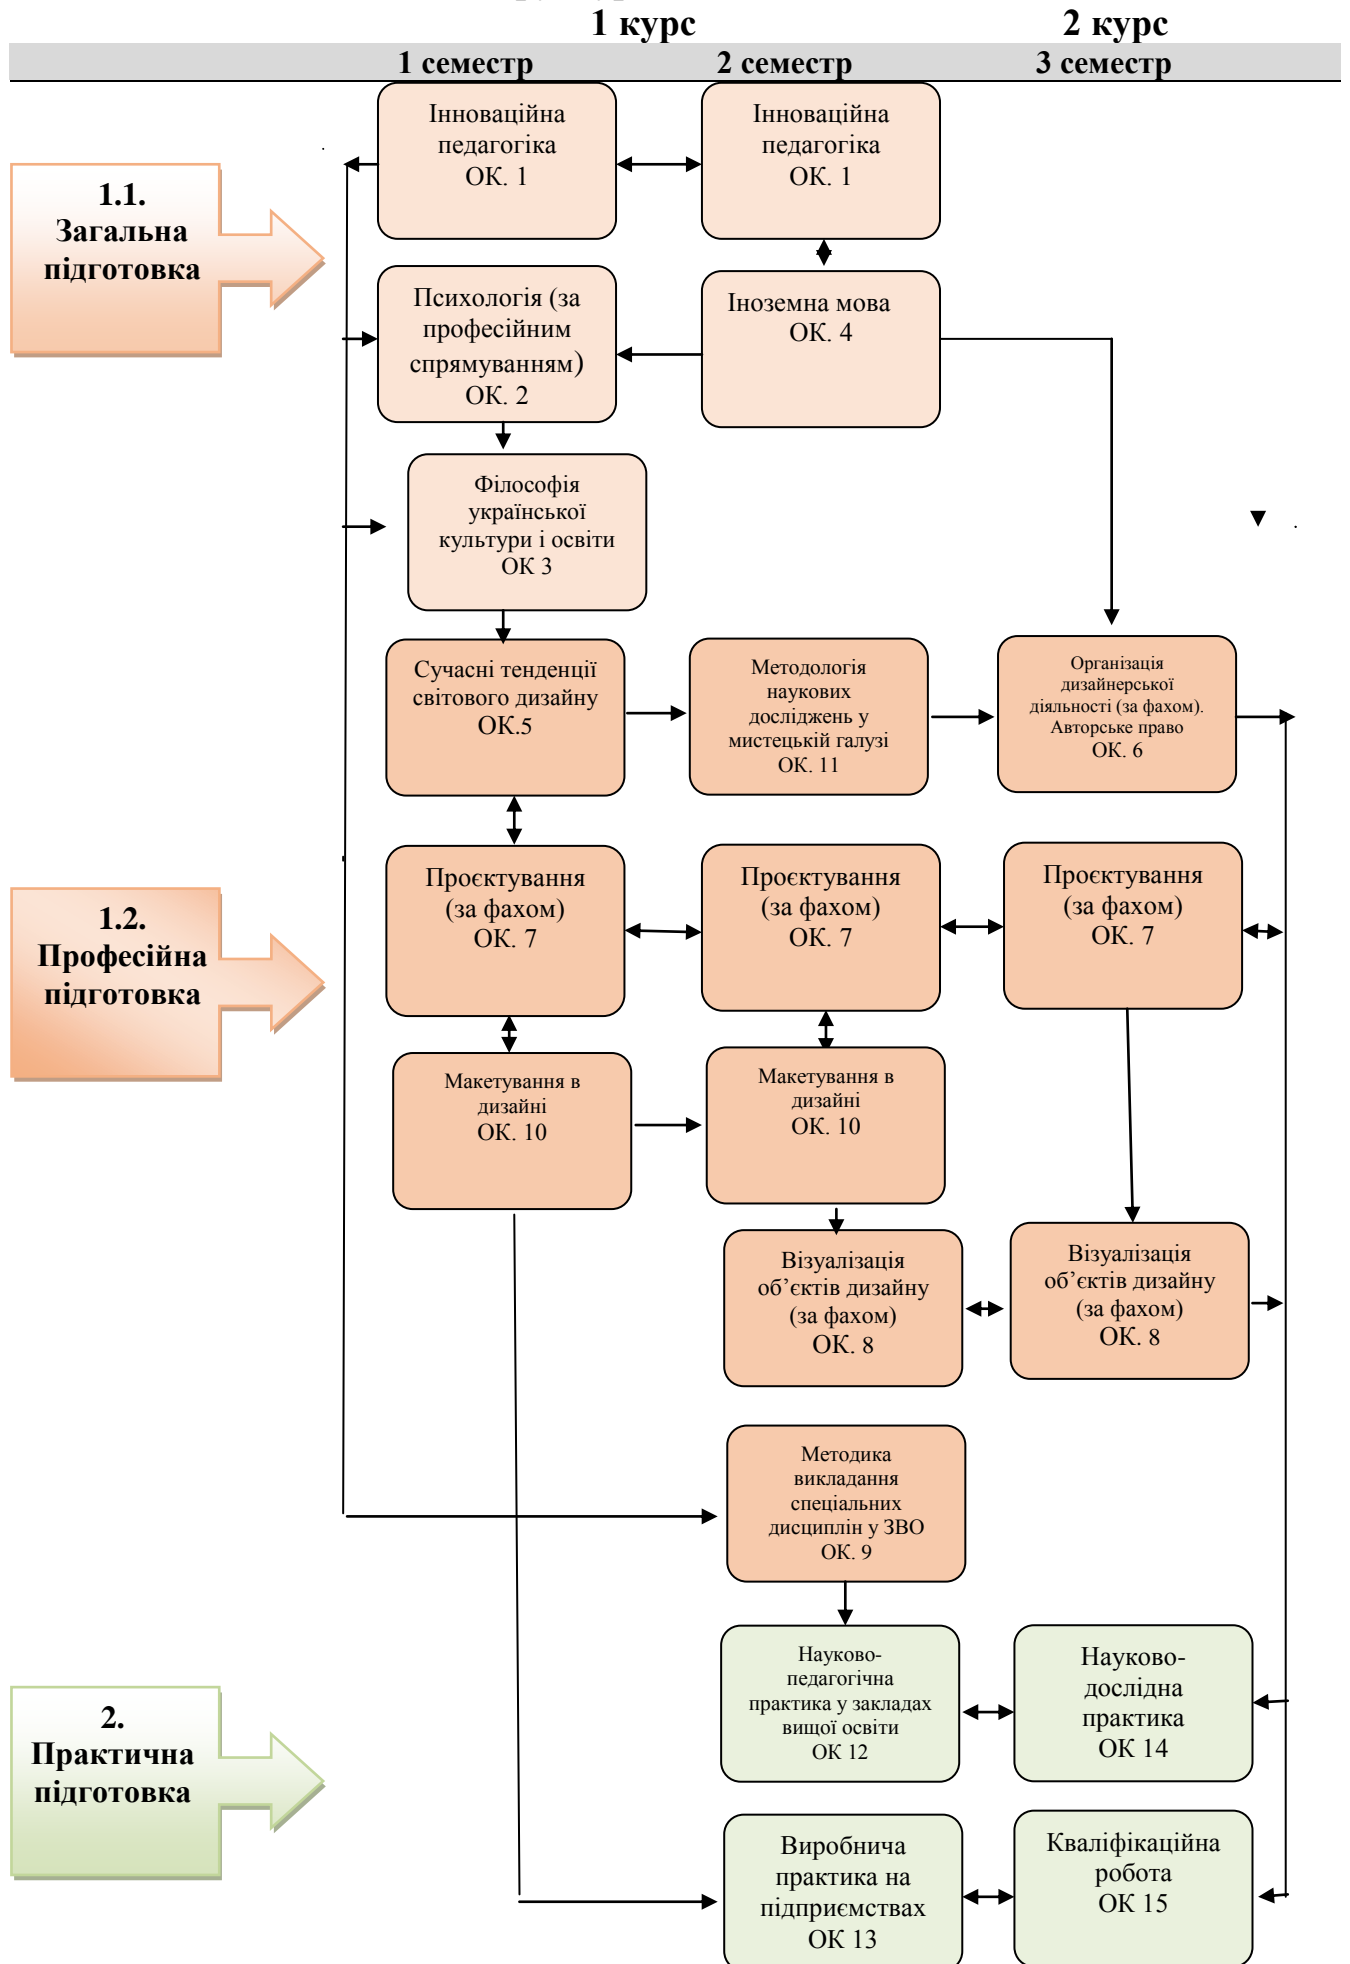 1 курс 2 курс
1 семестр 2 семестр 3 семестр
Інноваційна
педагогіка
ОК. 1
Інноваційна
педагогіка
ОК. 1
1.1.
Загальна
підготовка
Психологія (за
професійним
спрямуванням)
ОК. 2
Іноземна мова
ОК. 4
Філософія
української
культури і освіти
ОК 3
Сучасні тенденції
світового дизайну
ОК.5
Методологія
наукових
досліджень у
мистецькій галузі
ОК. 11
Організація
дизайнерської
діяльності (за фахом).
Авторське право
ОК. 6
1.2.
Професійна
підготовка
Проєктування
(за фахом)
ОК. 7
Проєктування
(за фахом)
ОК. 7
Проєктування
(за фахом)
ОК. 7
Макетування в
дизайні
ОК. 10
Макетування в
дизайні
ОК. 10
Візуалізація
об’єктів дизайну
(за фахом)
ОК. 8
Візуалізація
об’єктів дизайну
(за фахом)
ОК. 8
Методика
викладання
спеціальних
дисциплін у ЗВО
ОК. 9
2.
Практична
підготовка
Науково-
педагогічна
практика у закладах
вищої освіти
ОК 12
Науково-
дослідна
практика
ОК 14
Виробнича
практика на
підприємствах
ОК 13
Кваліфікаційна
робота
ОК 15